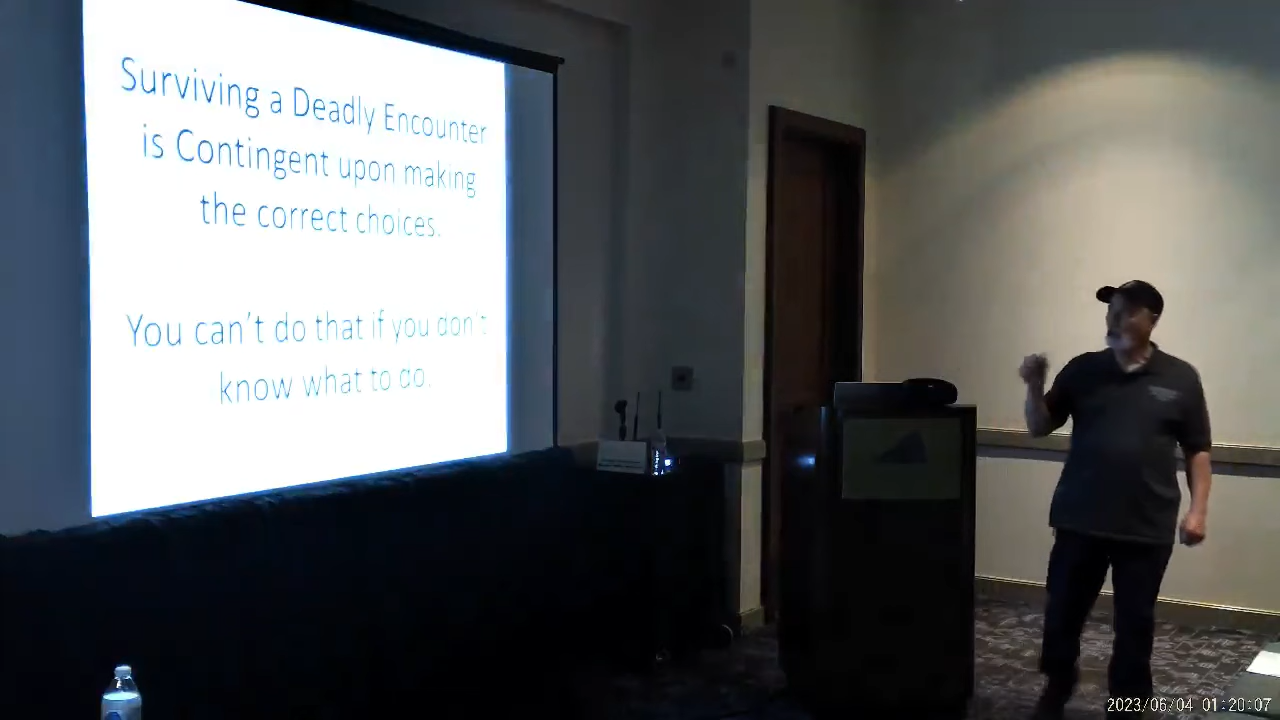 Surviving a Deadly Encounter
is Contingent upon making
the correct choices.
You can't do that if you don't
know what to do.
2023/06/04 01:20:07